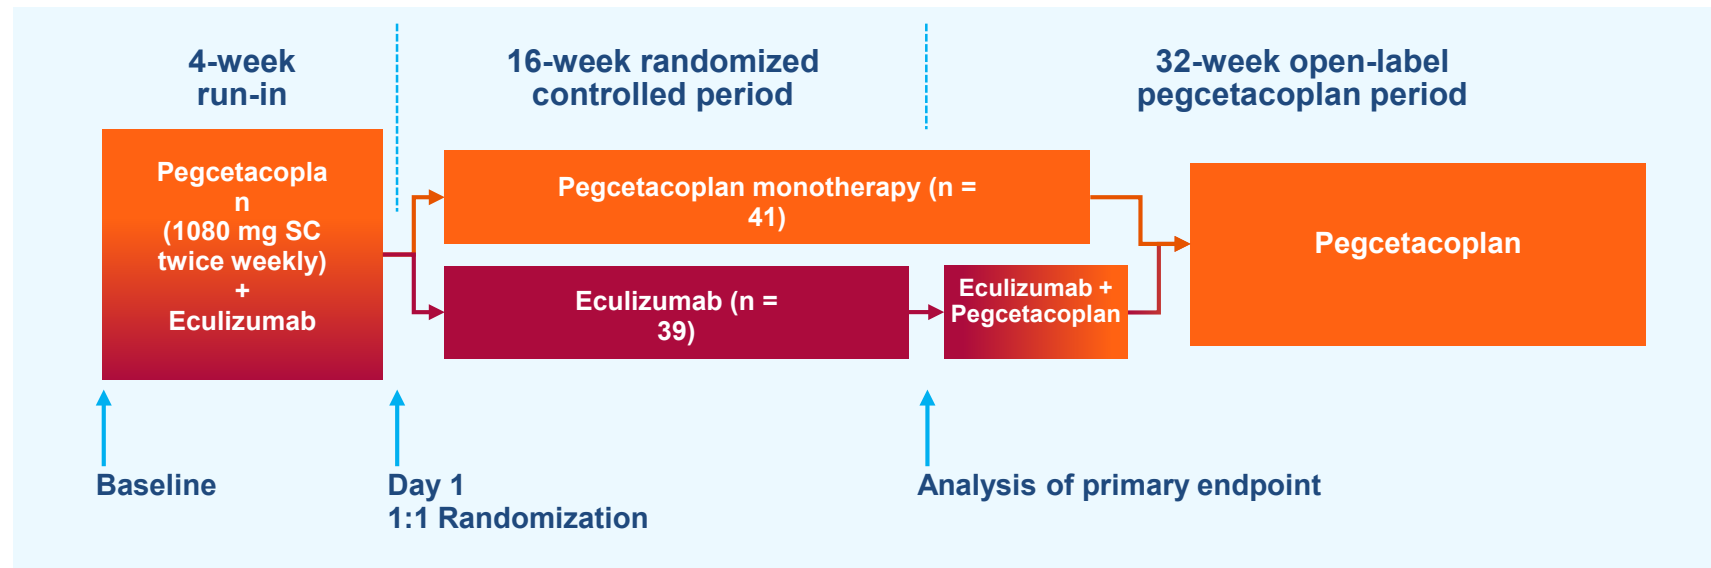 4-week
run-in
16-week randomized
controlled period
32-week open-label
pegcetacoplan period
Pegcetacopla
n
(1080 mg SC
twice weekly)
+
Eculizumab
Pegcetacoplan monotherapy (n =
41)
Eculizumab (n =
39)
Eculizumab +
Pegcetacoplan
Pegcetacoplan
Baseline
Day 1
1:1 Randomization
Analysis of primary endpoint